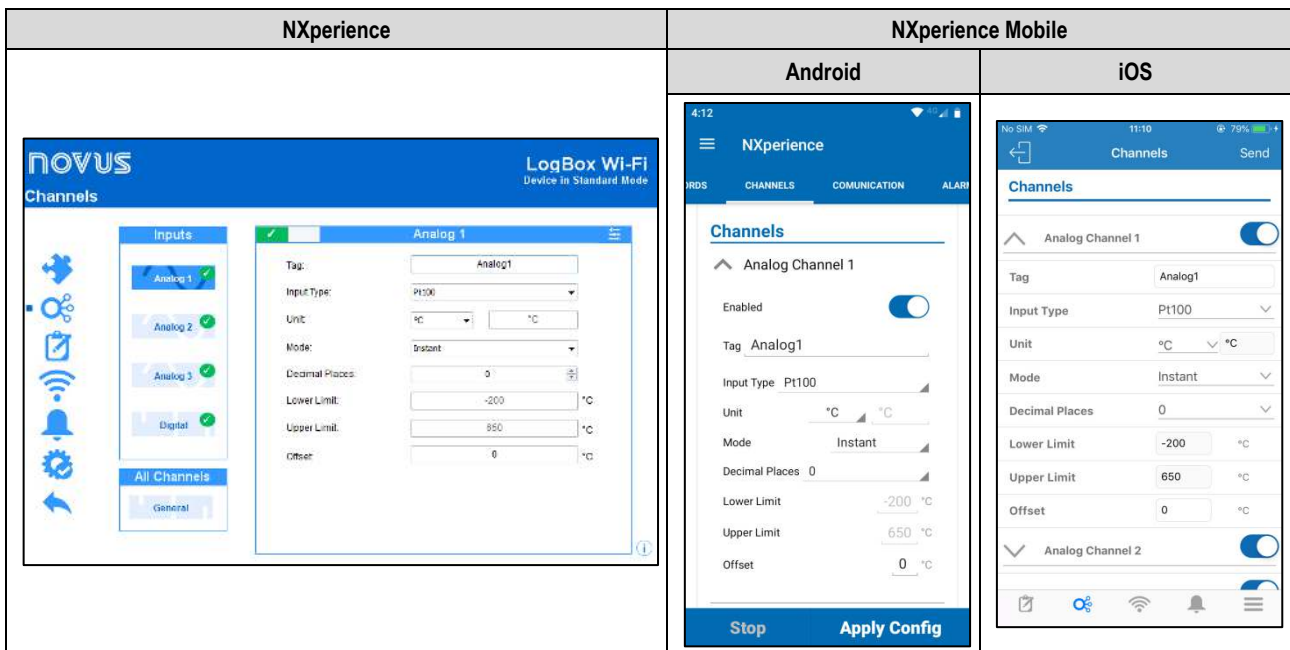 NXperience
NXperience Mobile
Android
iOS
novus
LogBox Wi-Fi
Device in Standard Mode
Channels
Inputs
Analog 1
Analog 2
Analog 3
Digital
All Channels
General
Analog 1
Tag: Analog1
Input Type: Pt100
Unit: °C °C
Mode: Instant
Decimal Places: 0
Lower Limit: -200 °C
Upper Limit: 650 °C
Offset: 0 °C
4:12 4G
NXperience
ORDS CHANNELS COMUNICATION ALAR
Channels
Analog Channel 1
Enabled
Tag Analog1
Input Type Pt100
Unit °C °C
Mode Instant
Decimal Places 0
Lower Limit -200 °C
Upper Limit 650 °C
Offset 0 °C
Stop Apply Config
No SIM 11:10 79%
Channels Send
Channels
Analog Channel 1
Tag Analog1
Input Type Pt100
Unit °C °C
Mode Instant
Decimal Places 0
Lower Limit -200 °C
Upper Limit 650 °C
Offset 0 °C
Analog Channel 2